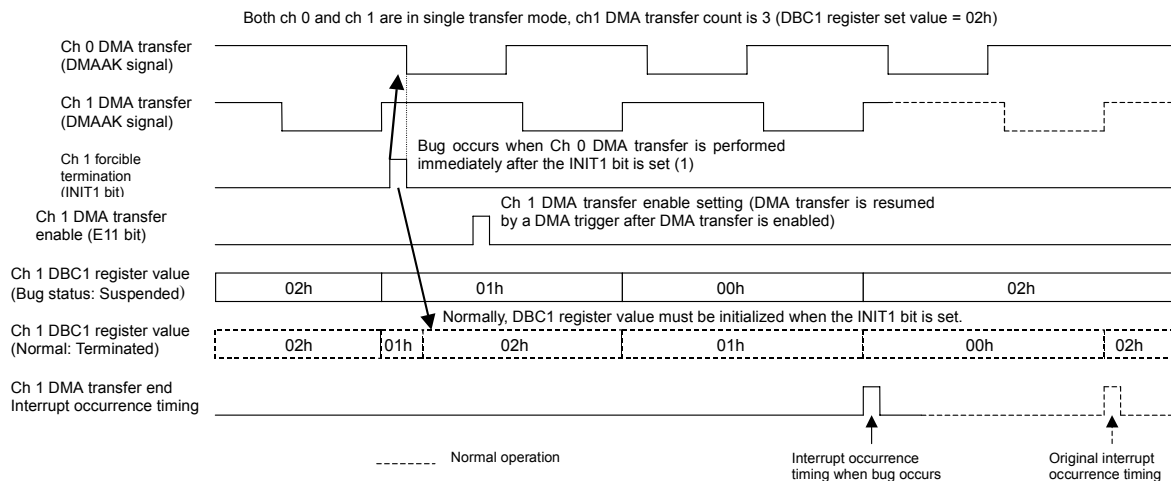 Both ch 0 and ch 1 are in single transfer mode, ch1 DMA transfer count is 3 (DBC1 register set value = 02h)
Ch 0 DMA transfer
(DMAAK signal)
Ch 1 DMA transfer
(DMAAK signal)
Bug occurs when Ch 0 DMA transfer is performed
immediately after the INIT1 bit is set (1)
Ch 1 forcible
termination
(INIT1 bit)
Ch 1 DMA transfer enable setting (DMA transfer is resumed
by a DMA trigger after DMA transfer is enabled)
Ch 1 DMA transfer
enable (E11 bit)
Ch 1 DBC1 register value
(Bug status: Suspended)
02h 01h 00h 02h
Normally, DBC1 register value must be initialized when the INIT1 bit is set.
Ch 1 DBC1 register value
(Normal: Terminated)
02h 01h 02h 01h 00h 02h
Ch 1 DMA transfer end
Interrupt occurrence timing
Normal operation
Interrupt occurrence
timing when bug occurs
Original interrupt
occurrence timing